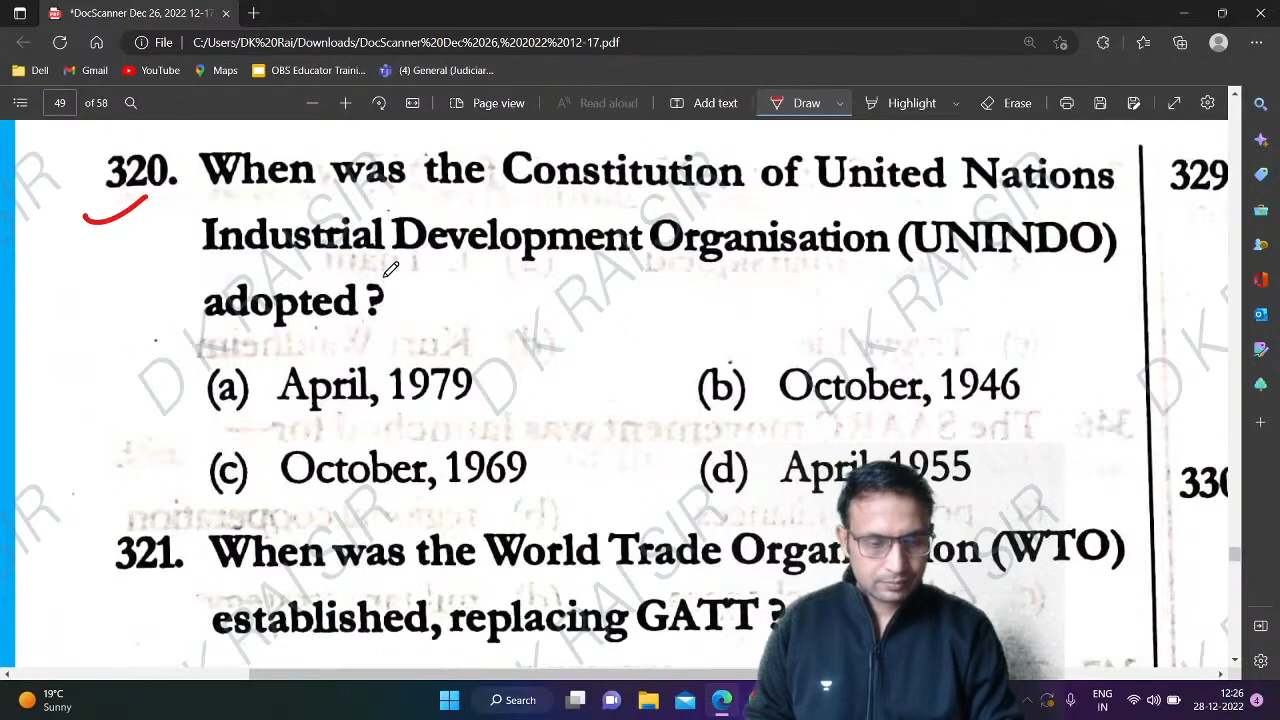 *DocScanner Dec 26, 2022 12-17
File C:/Users/DK%20Rai/Downloads/DocScanner%20Dec%2026,%202022%2012-17.pdf
Dell Gmail YouTube Maps OBS Educator Traini... (4) General (Judiciar...
49 of 58 Page view Read aloud Add text Draw Highlight Erase
320. When was the Constitution of United Nations
Industrial Development Organisation (UNINDO)
adopted ?
(a) April, 1979 (b) October, 1946
(c) October, 1969 (d) April, 1955
321. When was the World Trade
(WTO)
established, replacing GATT ?
329
330
D K RAI SIR
19°C
Sunny
Search
ENG
IN
12:26
28-12-2022